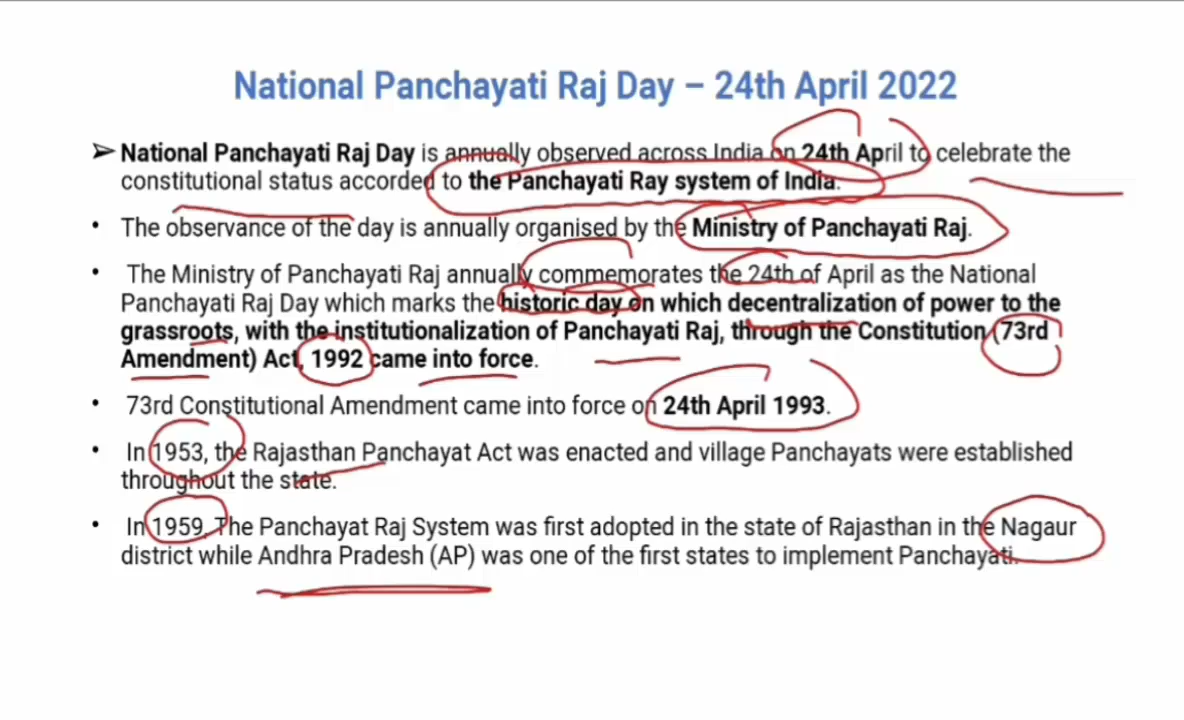 National Panchayati Raj Day – 24th April 2022
➢ National Panchayati Raj Day is annually observed across India on 24th April to celebrate the
constitutional status accorded to the Panchayati Ray system of India.
• The observance of the day is annually organised by the Ministry of Panchayati Raj.
• The Ministry of Panchayati Raj annually commemorates the 24th of April as the National
Panchayati Raj Day which marks the historic day on which decentralization of power to the
grassroots, with the institutionalization of Panchayati Raj, through the Constitution (73rd
Amendment) Act, 1992 came into force.
• 73rd Constitutional Amendment came into force on 24th April 1993.
• In 1953, the Rajasthan Panchayat Act was enacted and village Panchayats were established
throughout the state.
• In 1959, The Panchayat Raj System was first adopted in the state of Rajasthan in the Nagaur
district while Andhra Pradesh (AP) was one of the first states to implement Panchayati.